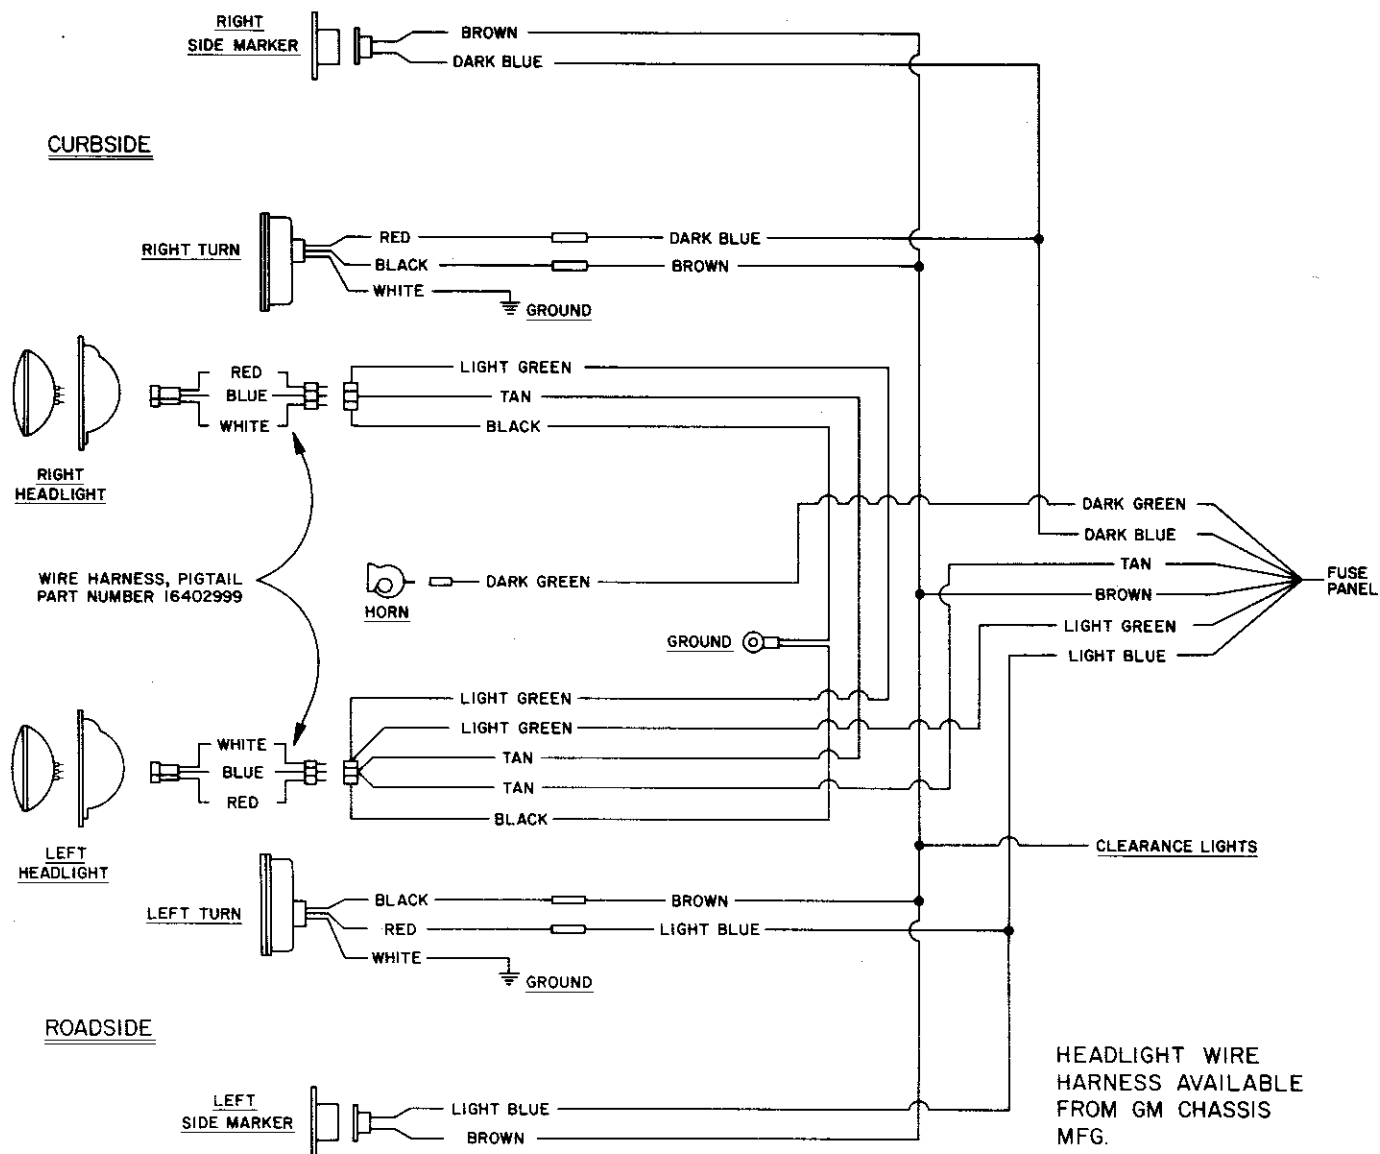 RIGHT
SIDE MARKER
BROWN
DARK BLUE
CURBSIDE
RIGHT TURN
RED
DARK BLUE
BLACK
BROWN
WHITE
GROUND
RED
BLUE
WHITE
LIGHT GREEN
TAN
BLACK
RIGHT
HEADLIGHT
WIRE HARNESS, PIGTAIL
PART NUMBER 16402999
HORN
DARK GREEN
GROUND
DARK GREEN
DARK BLUE
TAN
BROWN
LIGHT GREEN
LIGHT BLUE
FUSE
PANEL
LIGHT GREEN
LIGHT GREEN
TAN
TAN
BLACK
WHITE
BLUE
RED
LEFT
HEADLIGHT
CLEARANCE LIGHTS
LEFT TURN
BLACK
BROWN
RED
LIGHT BLUE
WHITE
GROUND
ROADSIDE
LEFT
SIDE MARKER
LIGHT BLUE
BROWN
HEADLIGHT WIRE
HARNESS AVAILABLE
FROM GM CHASSIS
MFG.